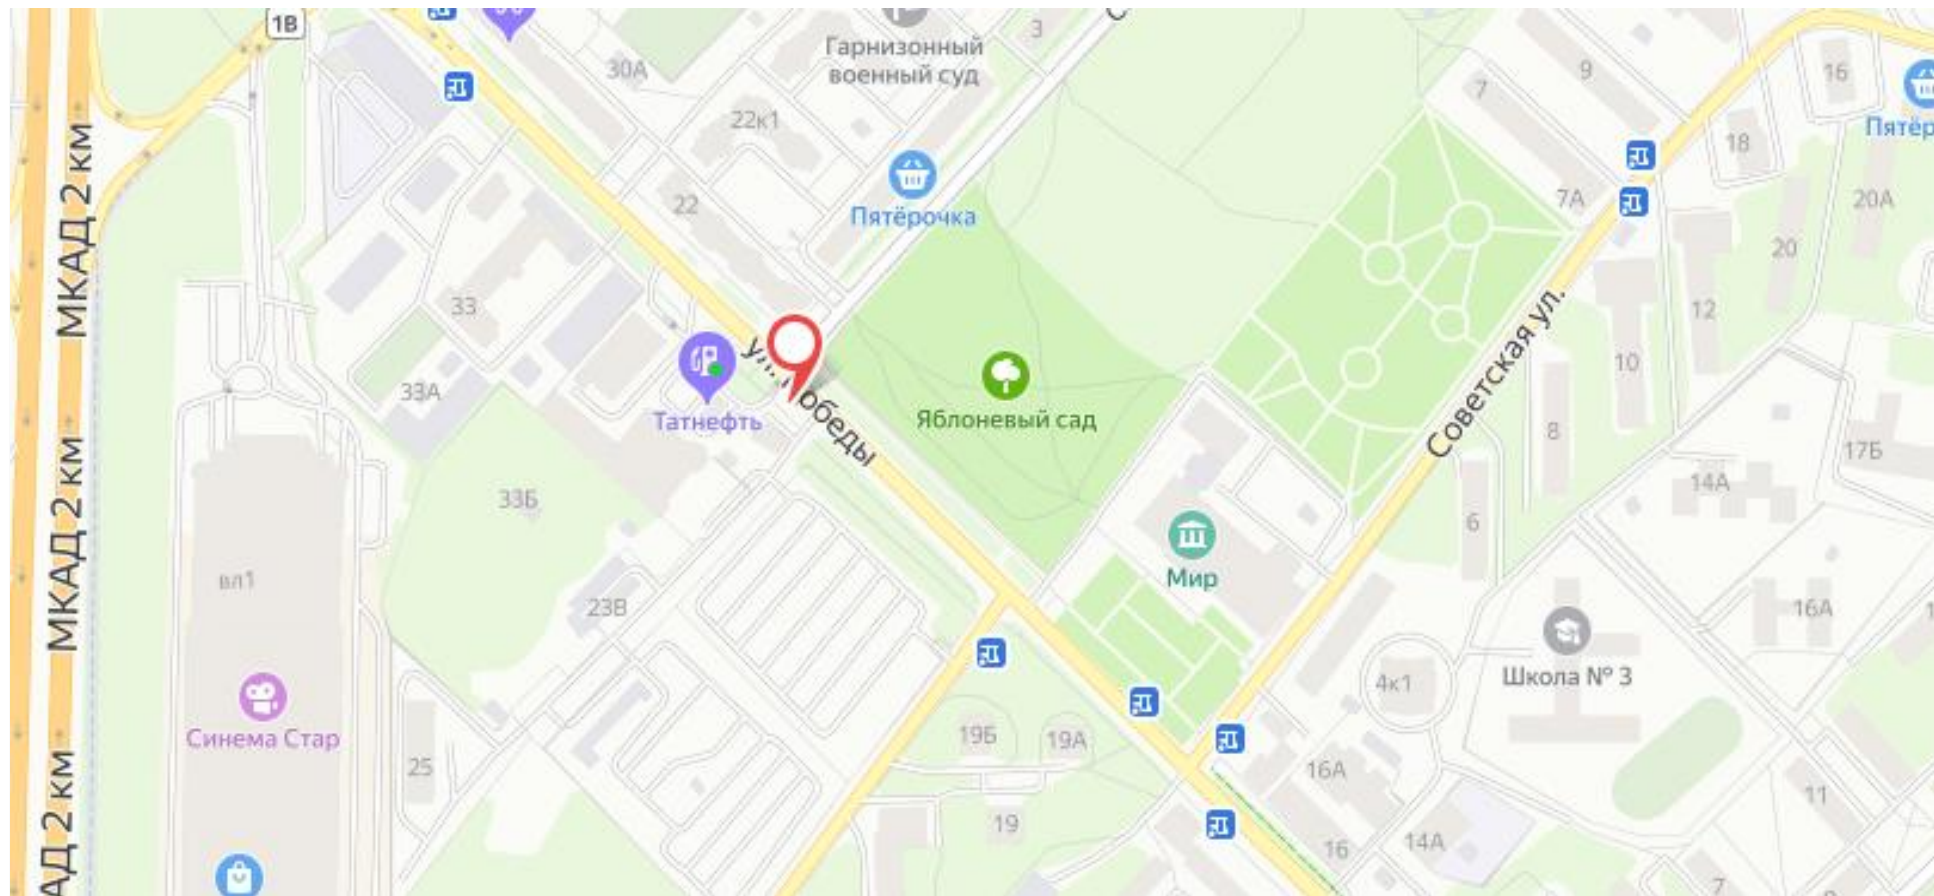 1В
3
Гарнизонный
военный суд
9
16
30А
7
22к1
Пятёр
18
МКАД 2 км
Пятёрочка
22
7А
20А
20
33
12
10
Советская ул.
Татнефть
33А
Яблоневый сад
8
17Б
14А
33Б
6
МКАД 2 км
Мир
вл1
23В
16А
Школа № 3
4к1
Синема Стар
19Б
19А
25
16А
11
19
16
14А
АД 2 км
7